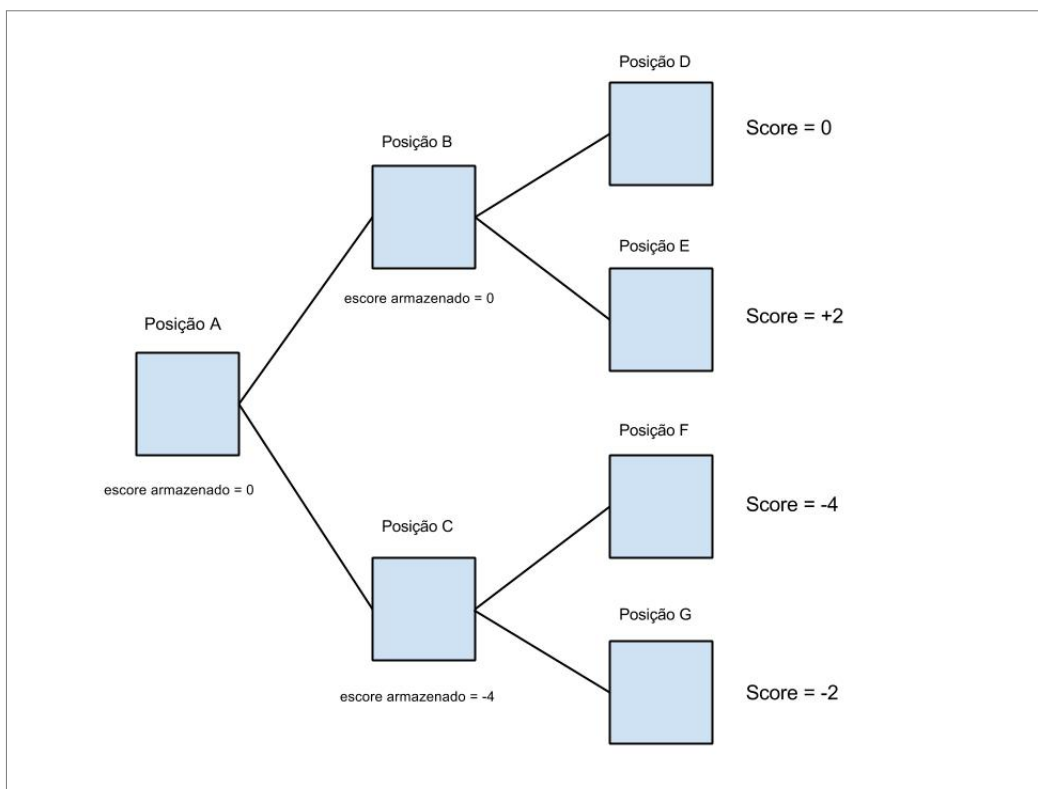 Posição D
Score = 0
Posição B
escore armazenado = 0
Posição E
Score = +2
Posição A
escore armazenado = 0
Posição F
Score = -4
Posição C
escore armazenado = -4
Posição G
Score = -2